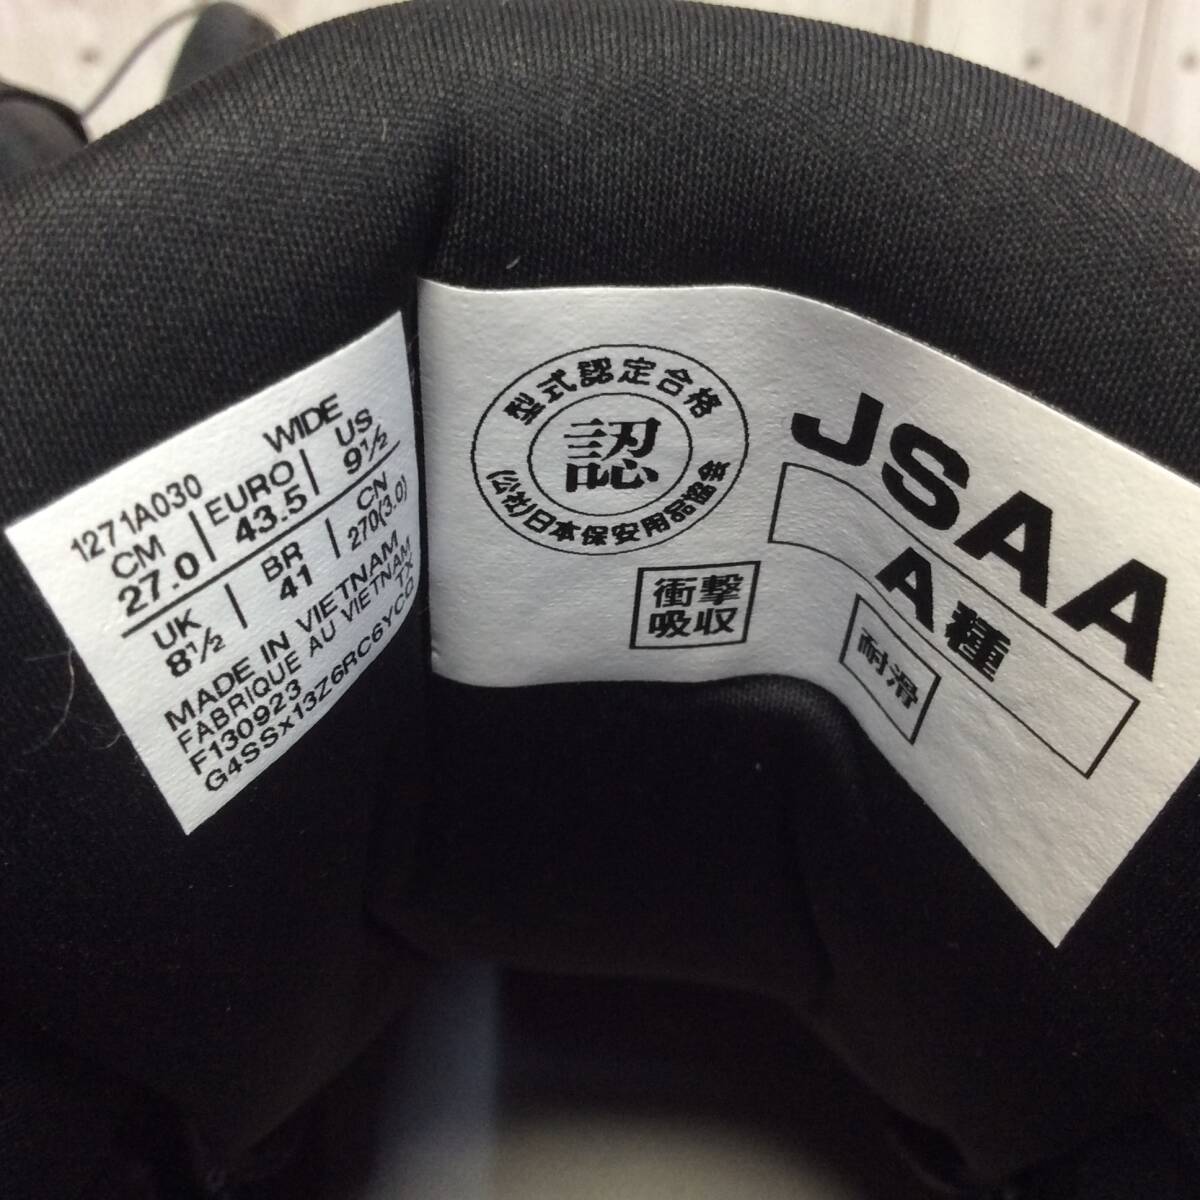 1271A030 WIDE
CM | EURO | US
27.0 | 43.5 | 9½
UK | BR | CN
8½ | 41 | 270(3.0)
MADE IN VIETNAM
FABRIQUE AU VIETNAM
F130923 TX
G4SSx13Z6RC6YCQ
型式認定合格
認
(公社)日本保安用品協会
衝撃
吸収
JSAA
A種
耐滑